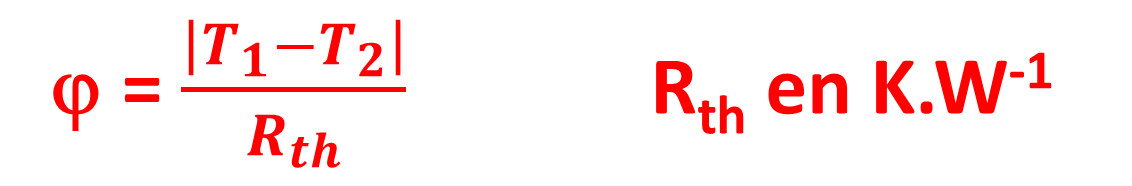 φ = |T₁−T₂| / R_th    R_th en K.W⁻¹